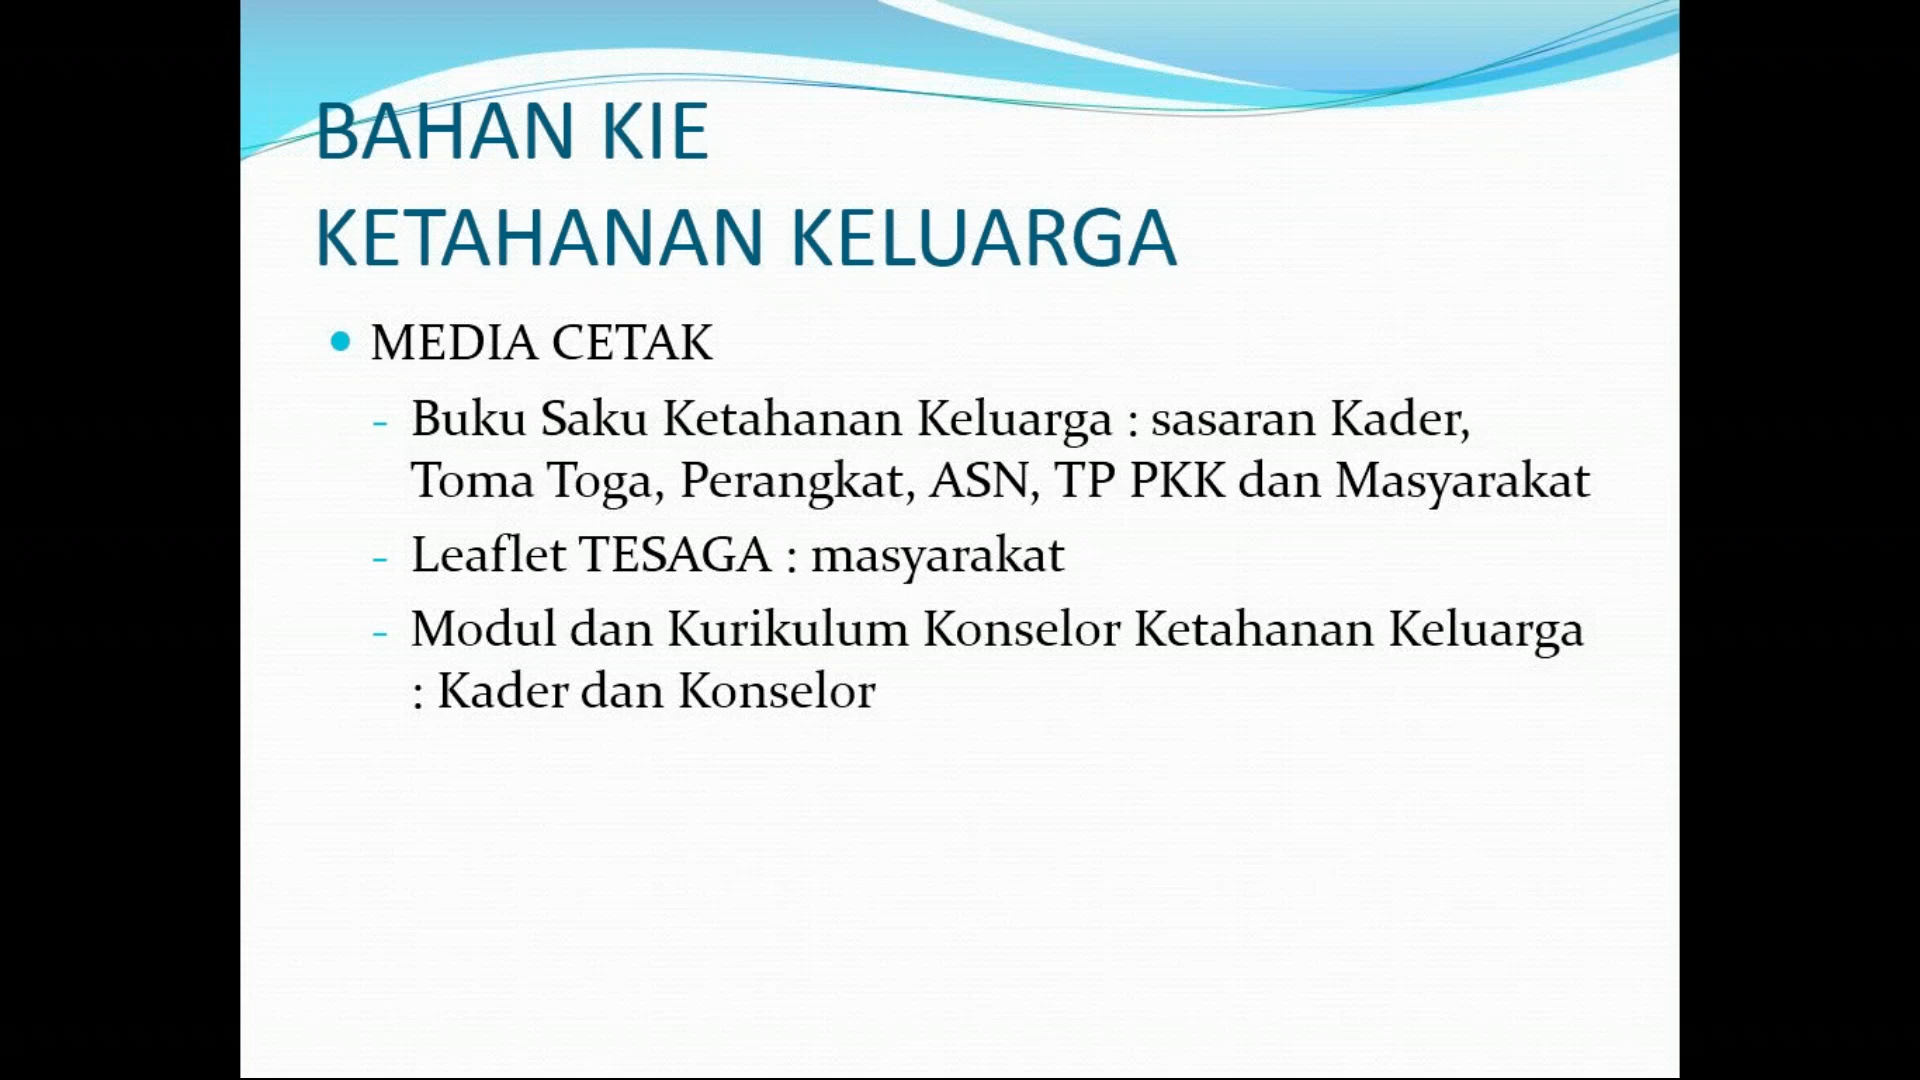 BAHAN KIE
KETAHANAN KELUARGA
• MEDIA CETAK
- Buku Saku Ketahanan Keluarga : sasaran Kader,
Toma Toga, Perangkat, ASN, TP PKK dan Masyarakat
- Leaflet TESAGA : masyarakat
- Modul dan Kurikulum Konselor Ketahanan Keluarga
: Kader dan Konselor